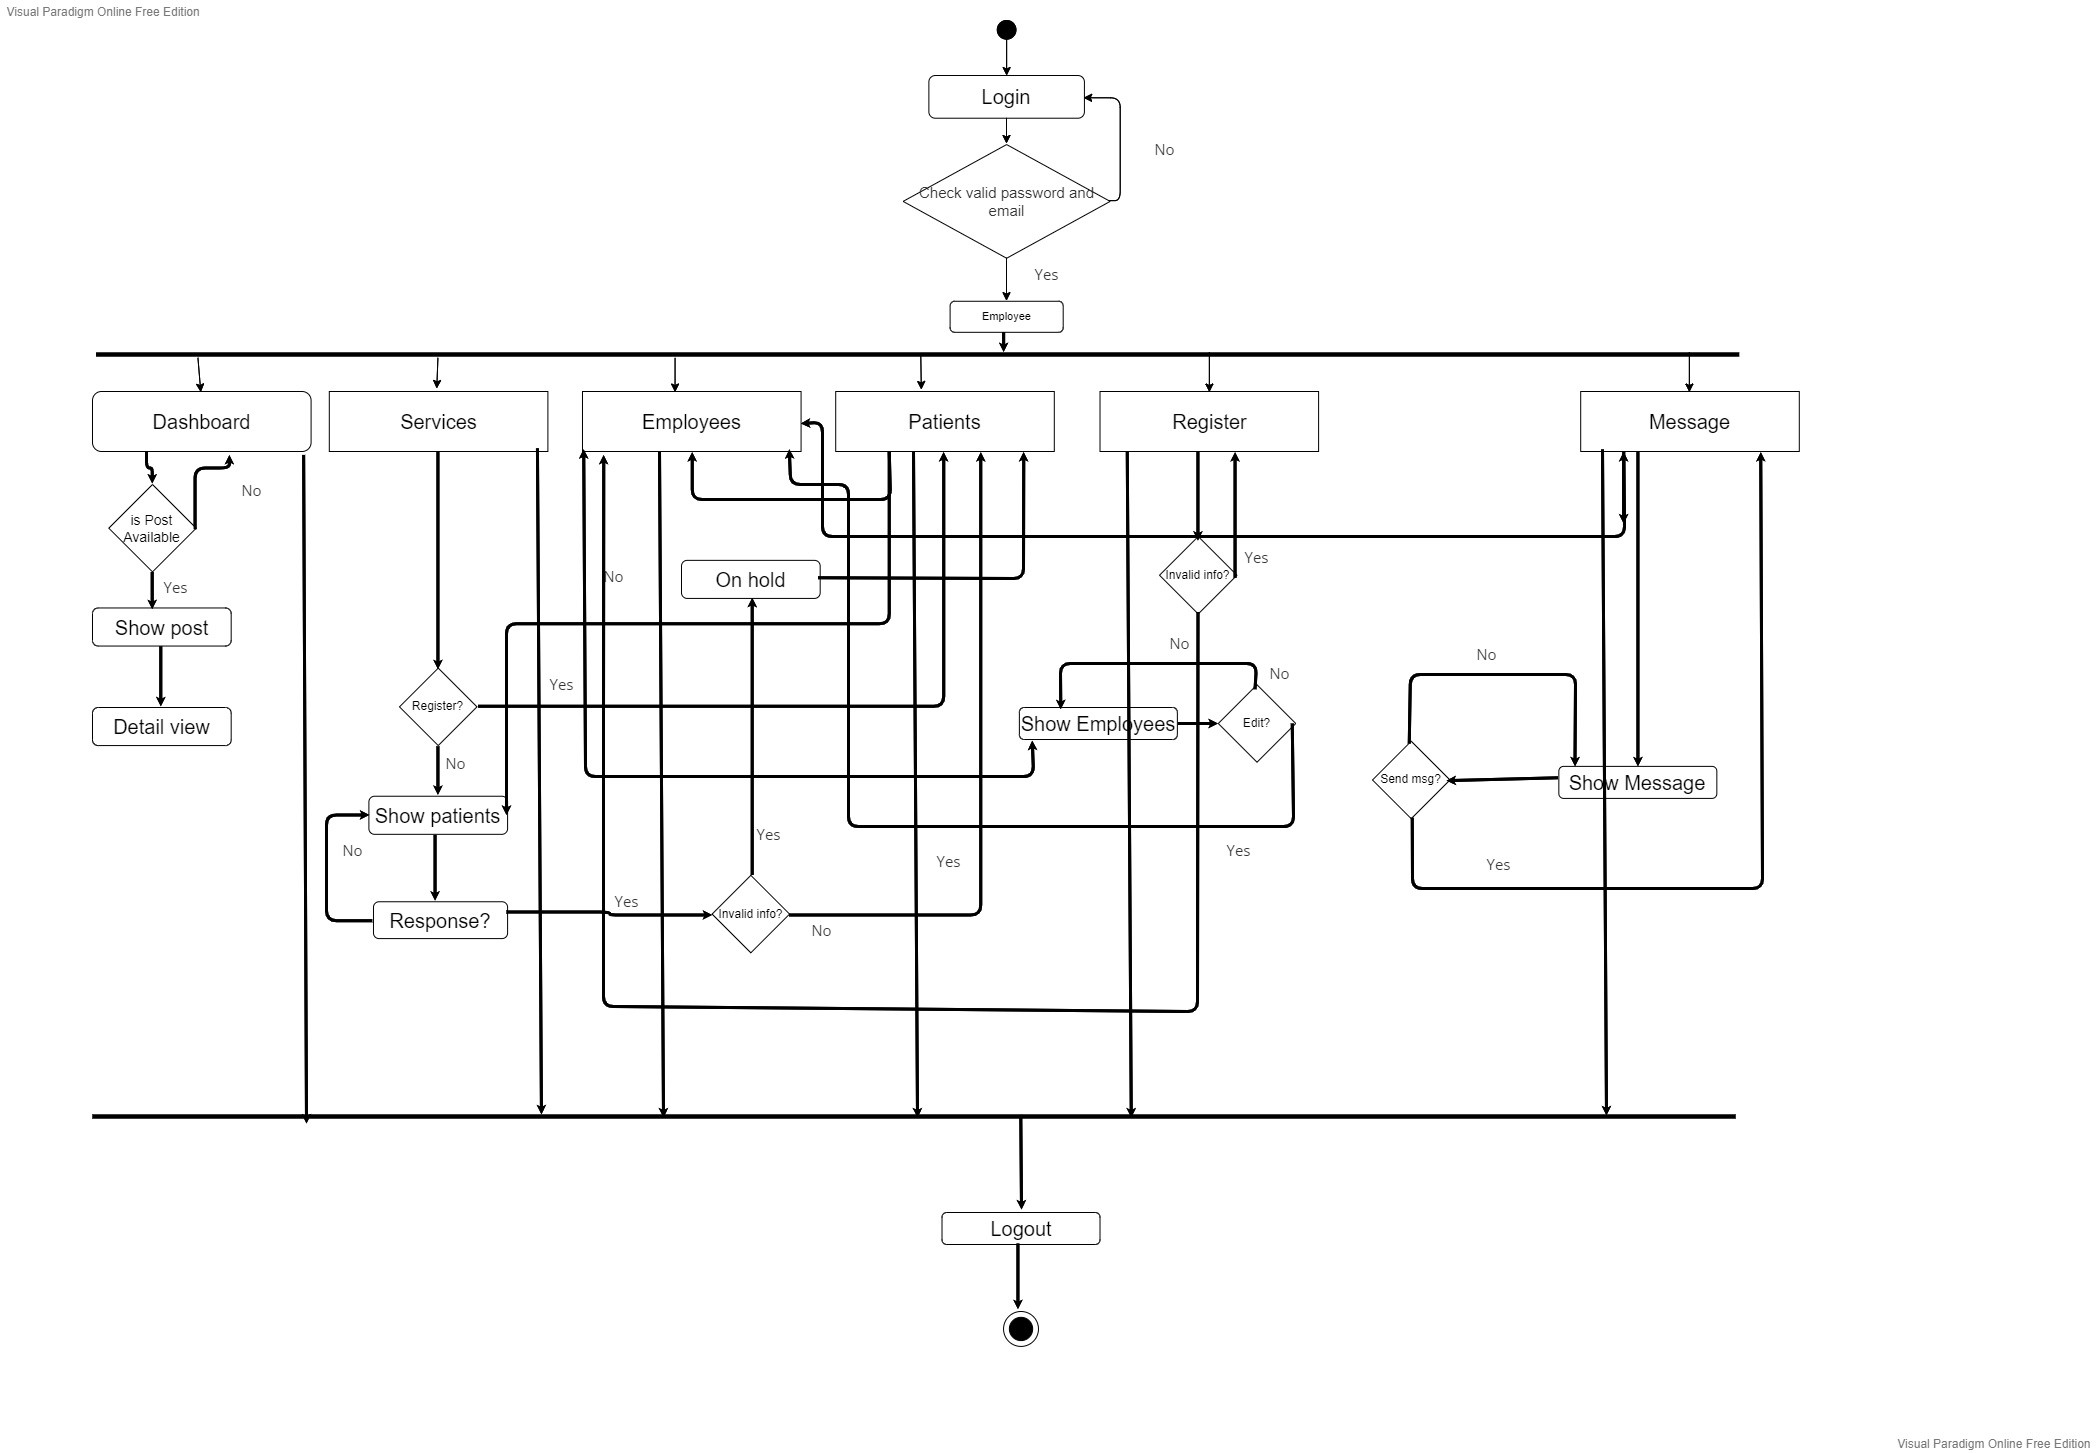 Visual Paradigm Online Free Edition
Login
No
Check valid password and
email
Yes
Employee
Dashboard
Services
Employees
Patients
Register
Message
No
is Post
Available
Yes
Show post
Detail view
No
On hold
Invalid info?
Yes
No
No
Yes
Register?
No
Show patients
No
Response?
Yes
Yes
Invalid info?
No
Yes
Show Employees
Edit?
Yes
No
Send msg?
Show Message
Yes
Logout
Visual Paradigm Online Free Edition